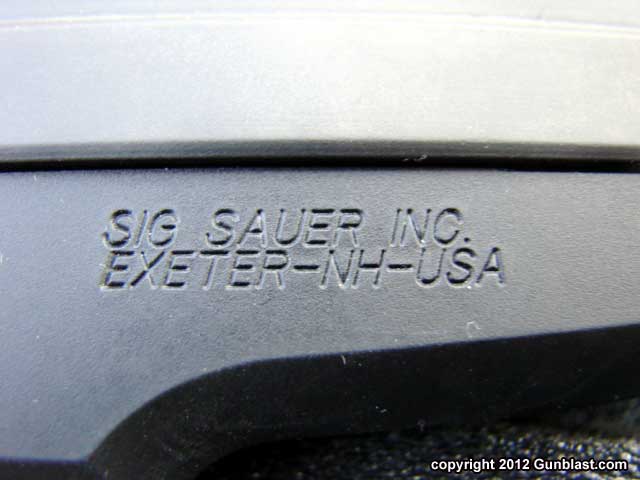 SIG SAUER INC.
EXETER-NH-USA
copyright 2012 Gunblast.com